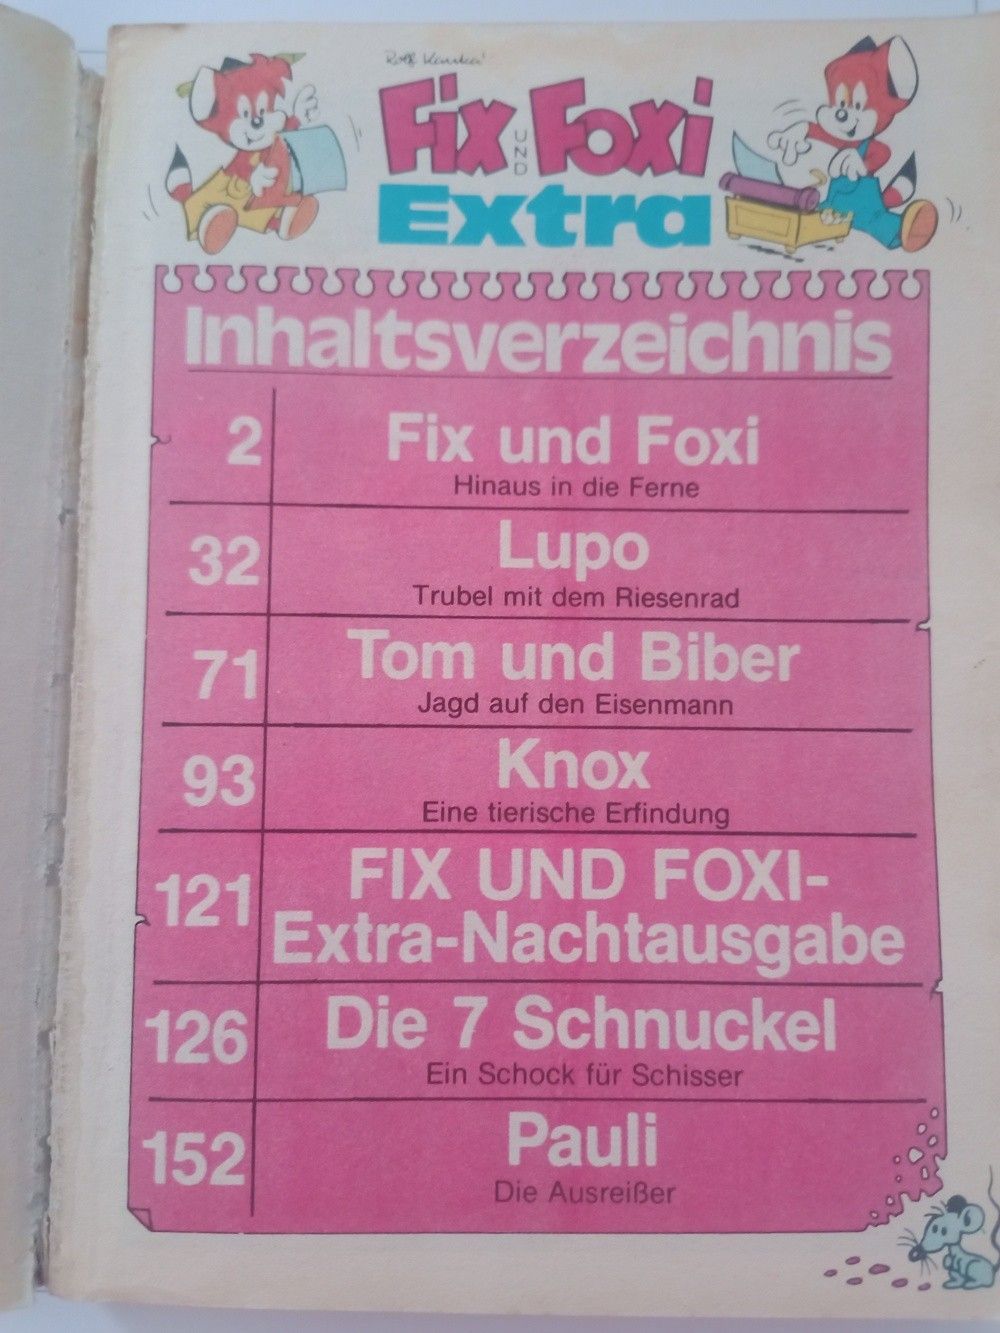 Rolf Kauka
Fix UND Foxi
Extra
Inhaltsverzeichnis
2 Fix und Foxi
Hinaus in die Ferne
32 Lupo
Trubel mit dem Riesenrad
71 Tom und Biber
Jagd auf den Eisenmann
93 Knox
Eine tierische Erfindung
121 FIX UND FOXI-
Extra-Nachtausgabe
126 Die 7 Schnuckel
Ein Schock für Schisser
152 Pauli
Die Ausreißer